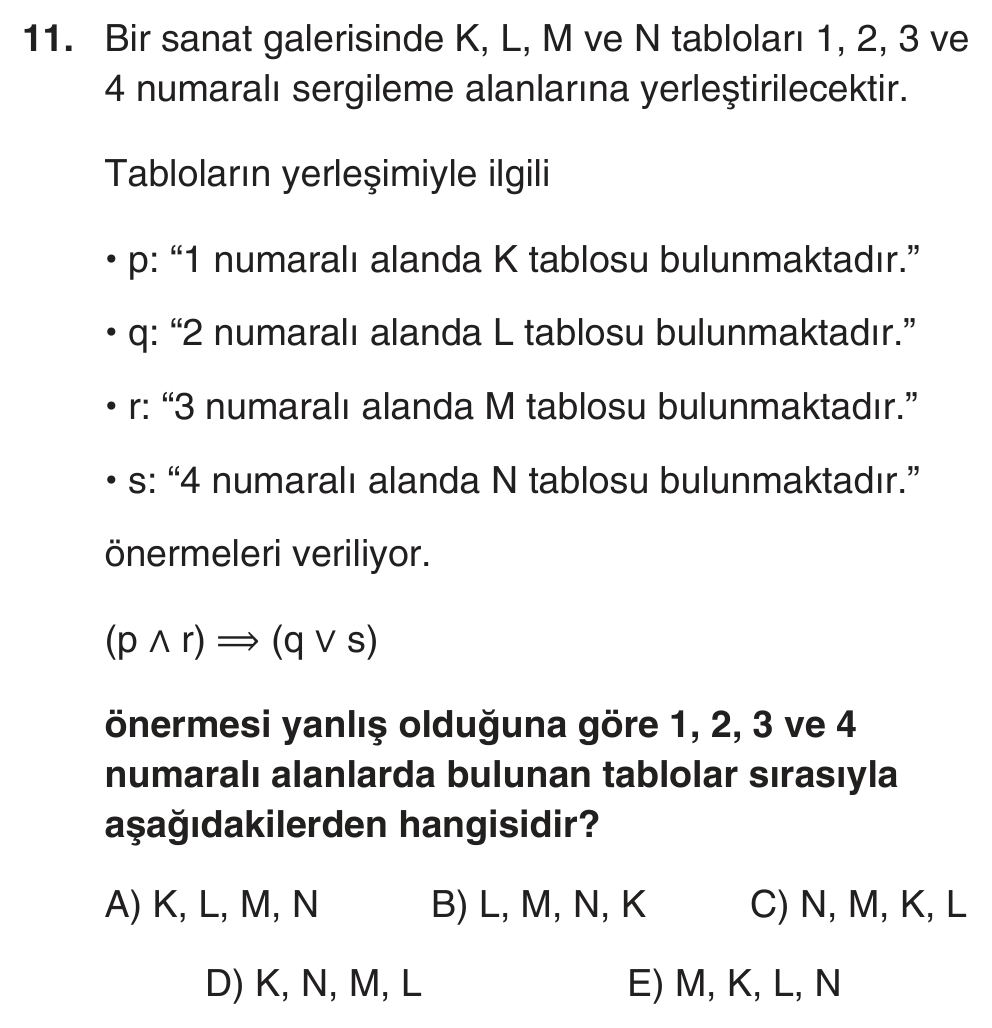 11. Bir sanat galerisinde K, L, M ve N tabloları 1, 2, 3 ve
4 numaralı sergileme alanlarına yerleştirilecektir.
Tabloların yerleşimiyle ilgili
• p: “1 numaralı alanda K tablosu bulunmaktadır.”
• q: “2 numaralı alanda L tablosu bulunmaktadır.”
• r: “3 numaralı alanda M tablosu bulunmaktadır.”
• s: “4 numaralı alanda N tablosu bulunmaktadır.”
önermeleri veriliyor.
(p ∧ r) ⟹ (q ∨ s)
önermesi yanlış olduğuna göre 1, 2, 3 ve 4
numaralı alanlarda bulunan tablolar sırasıyla
aşağıdakilerden hangisidir?
A) K, L, M, N B) L, M, N, K C) N, M, K, L
D) K, N, M, L E) M, K, L, N